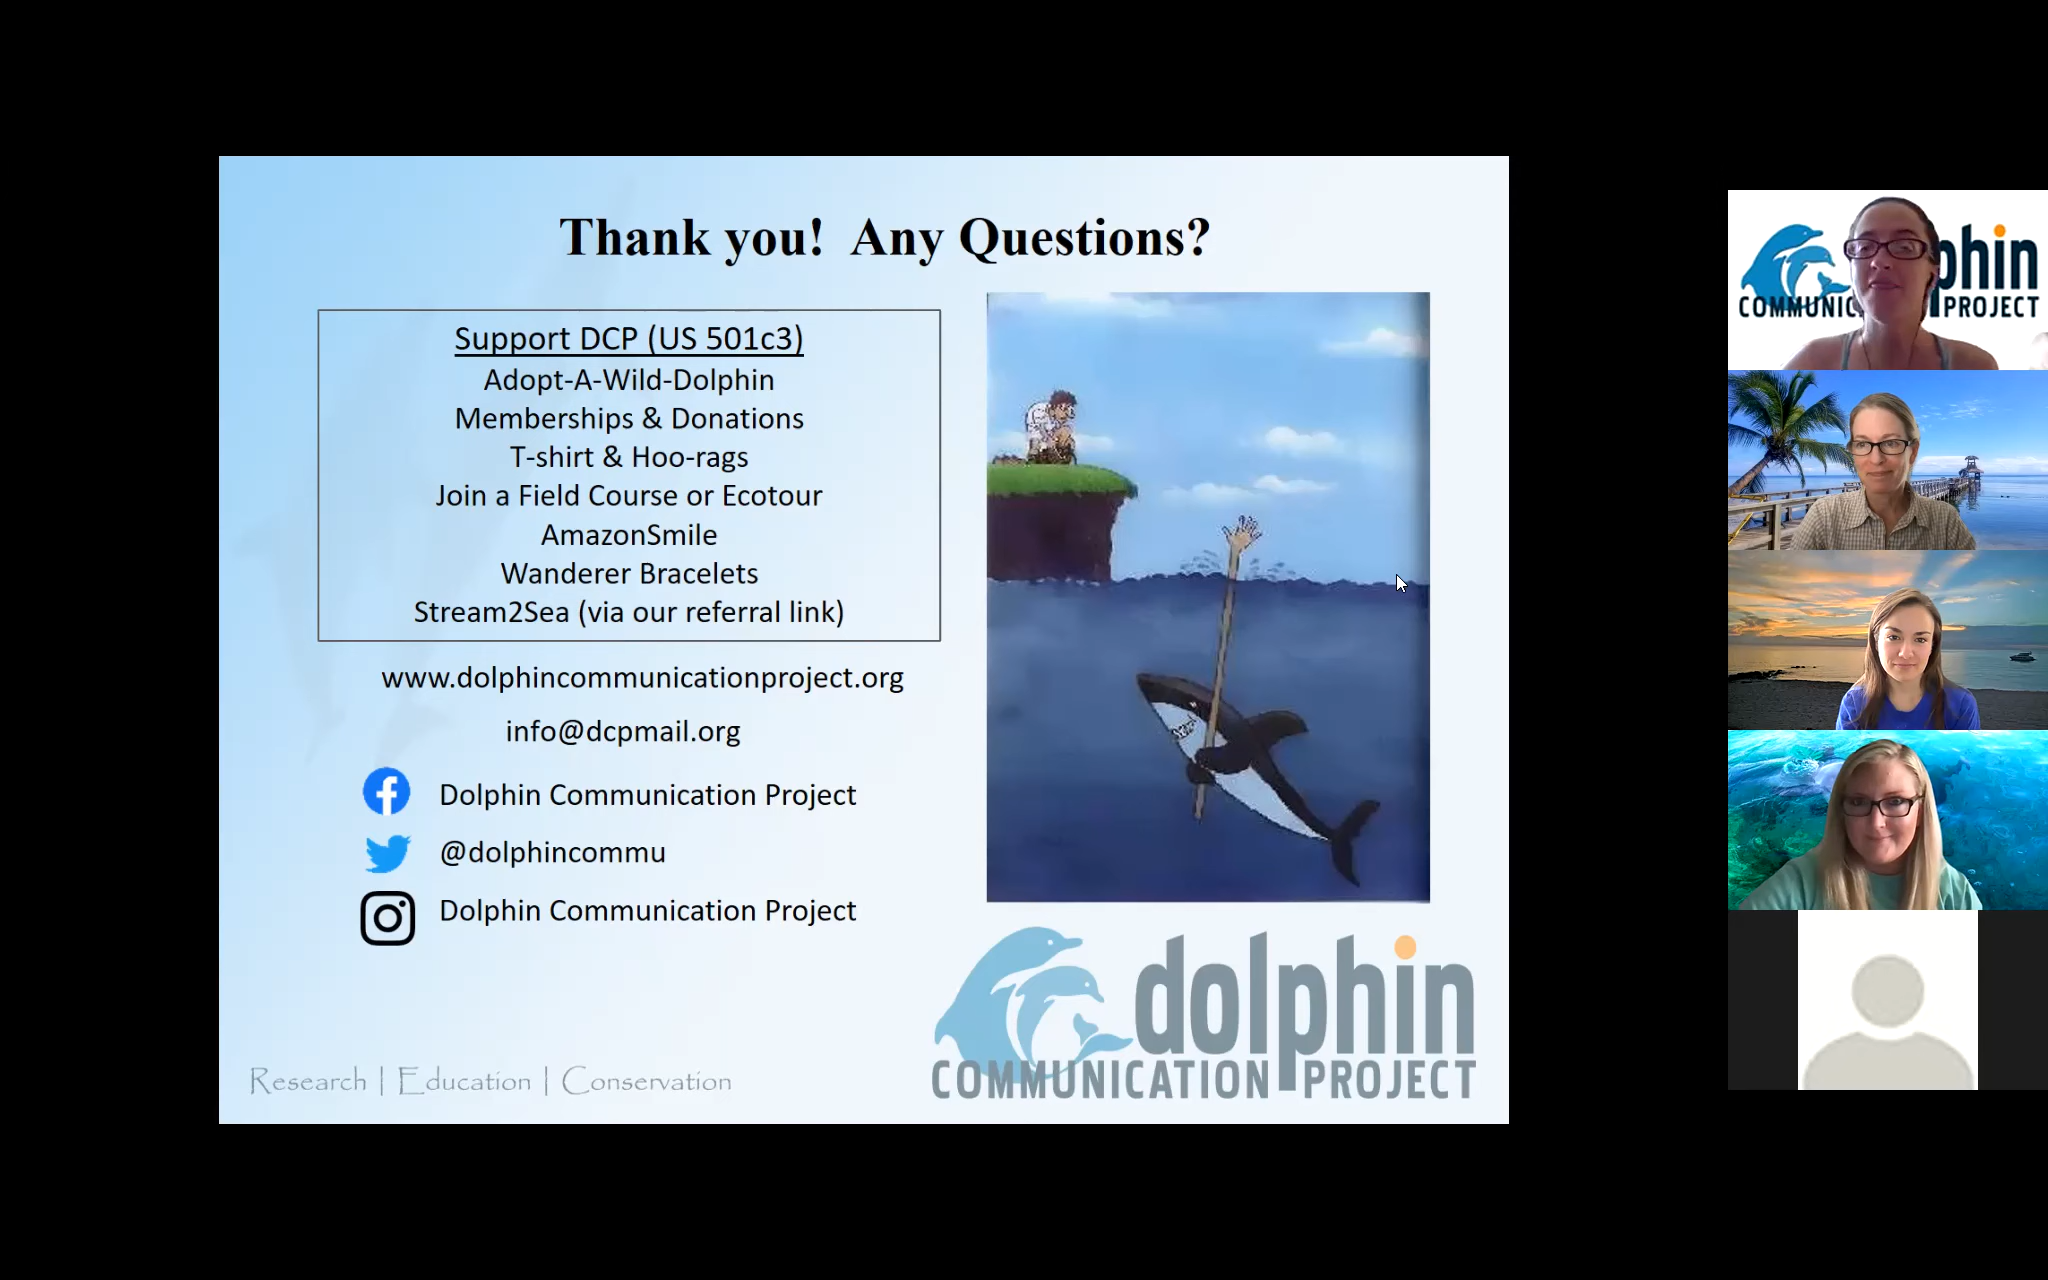 Thank you! Any Questions?
Support DCP (US 501c3)
Adopt-A-Wild-Dolphin
Memberships & Donations
T-shirt & Hoo-rags
Join a Field Course or Ecotour
AmazonSmile
Wanderer Bracelets
Stream2Sea (via our referral link)
www.dolphincommunicationproject.org
info@dcpmail.org
Dolphin Communication Project
@dolphincommu
Dolphin Communication Project
Research | Education | Conservation
dolphin
COMMUNICATION PROJECT
phin
COMMUNIC PROJECT